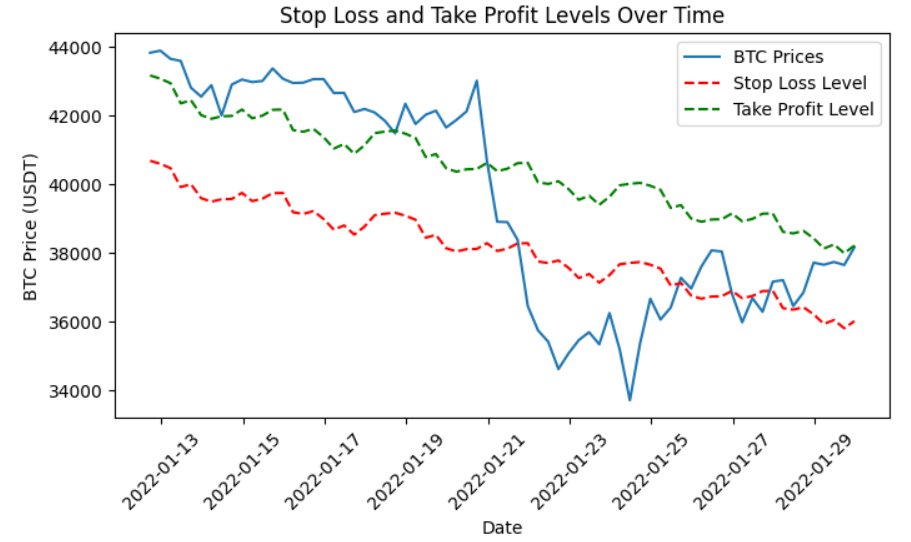 Stop Loss and Take Profit Levels Over Time
BTC Prices
Stop Loss Level
Take Profit Level
BTC Price (USDT)
44000
42000
40000
38000
36000
34000
2022-01-13
2022-01-15
2022-01-17
2022-01-19
2022-01-21
2022-01-23
2022-01-25
2022-01-27
2022-01-29
Date